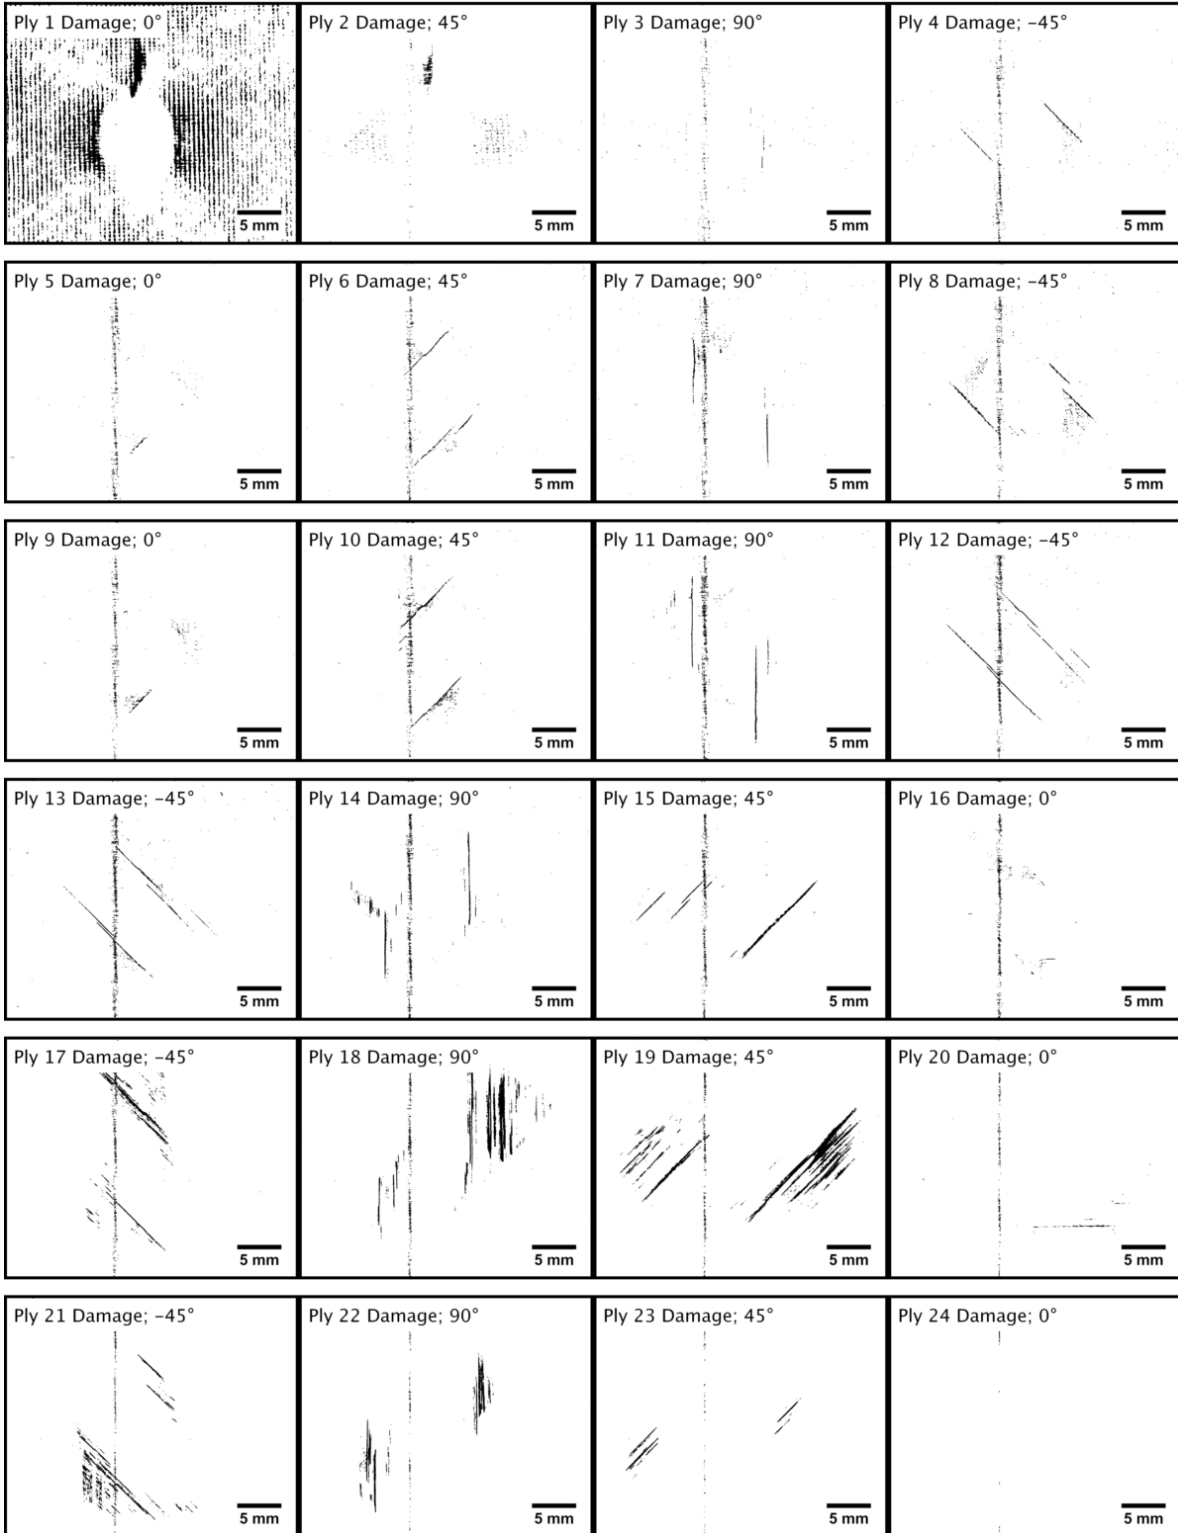 Ply 1 Damage; 0°
Ply 2 Damage; 45°
Ply 3 Damage; 90°
Ply 4 Damage; −45°
5 mm
5 mm
5 mm
5 mm
Ply 5 Damage; 0°
Ply 6 Damage; 45°
Ply 7 Damage; 90°
Ply 8 Damage; −45°
5 mm
5 mm
5 mm
5 mm
Ply 9 Damage; 0°
Ply 10 Damage; 45°
Ply 11 Damage; 90°
Ply 12 Damage; −45°
5 mm
5 mm
5 mm
5 mm
Ply 13 Damage; −45°
Ply 14 Damage; 90°
Ply 15 Damage; 45°
Ply 16 Damage; 0°
5 mm
5 mm
5 mm
5 mm
Ply 17 Damage; −45°
Ply 18 Damage; 90°
Ply 19 Damage; 45°
Ply 20 Damage; 0°
5 mm
5 mm
5 mm
5 mm
Ply 21 Damage; −45°
Ply 22 Damage; 90°
Ply 23 Damage; 45°
Ply 24 Damage; 0°
5 mm
5 mm
5 mm
5 mm